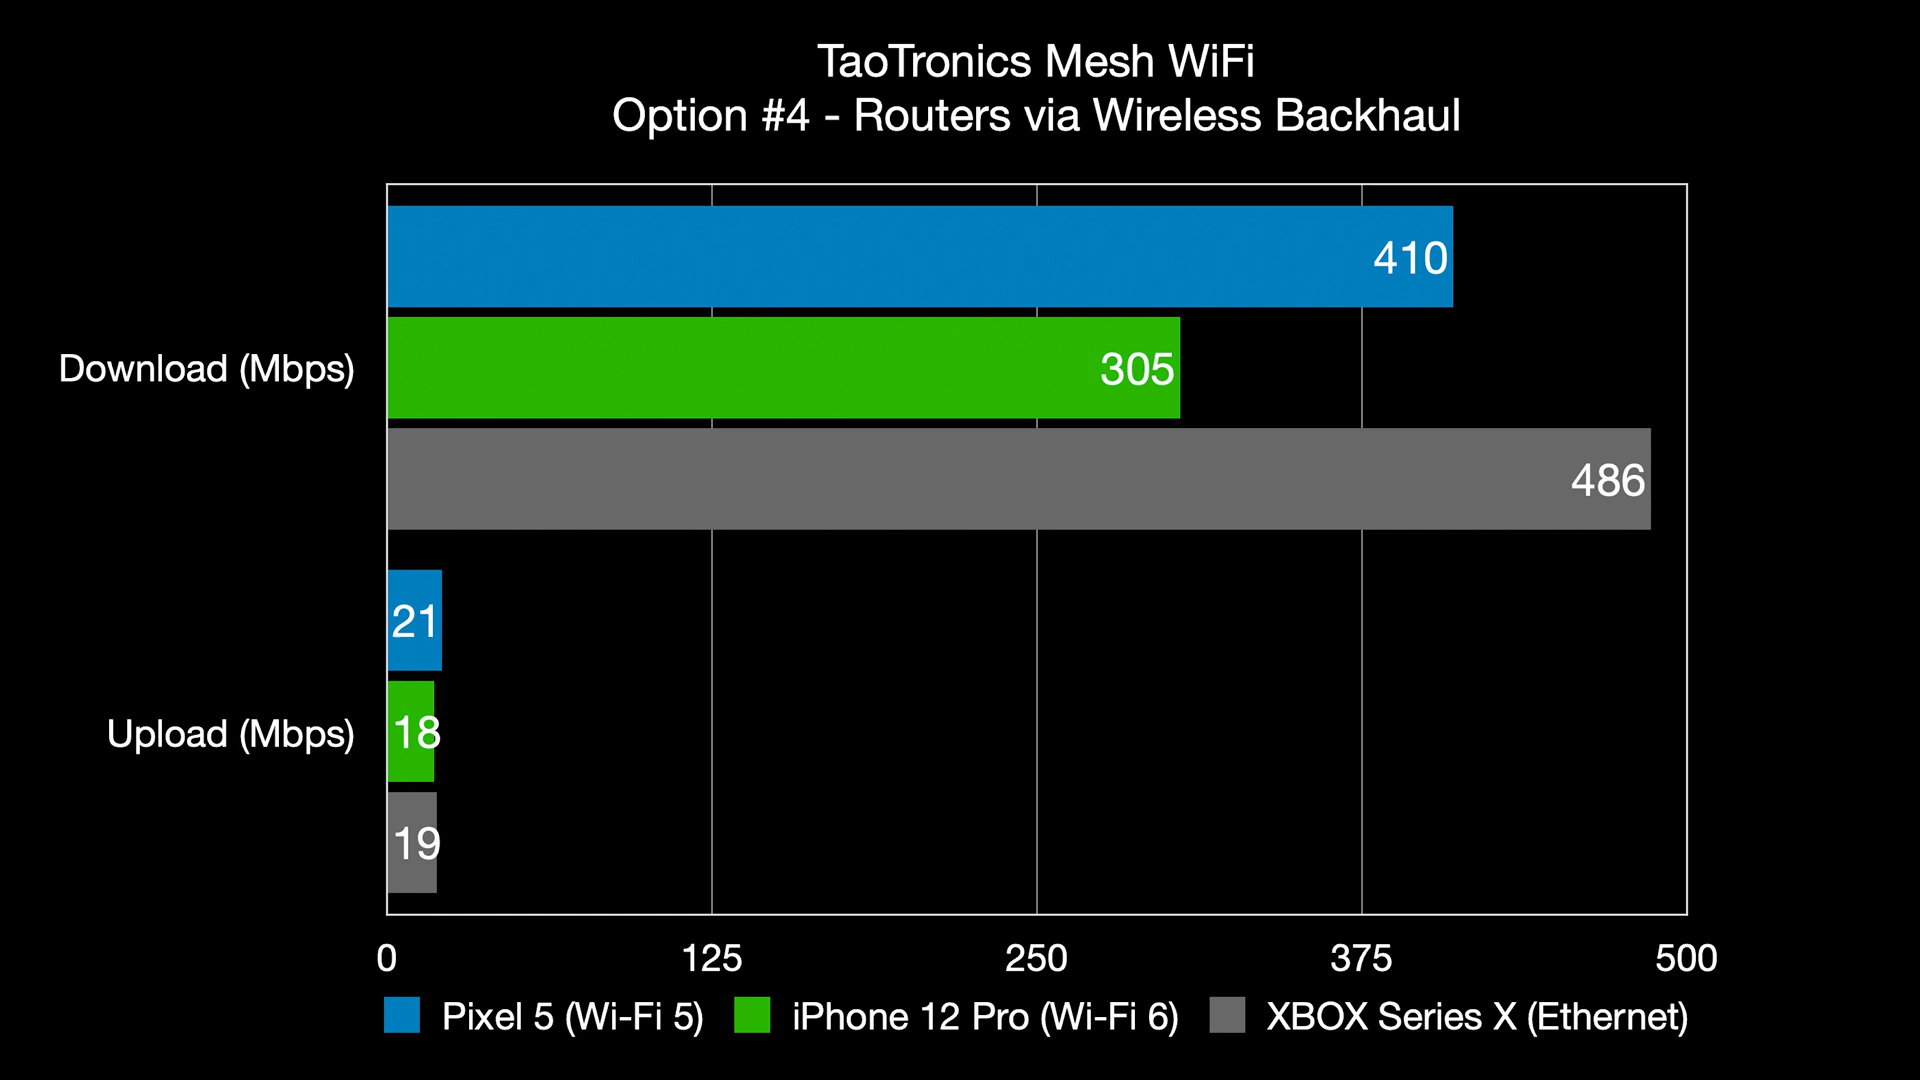 TaoTronics Mesh WiFi
Option #4 - Routers via Wireless Backhaul
410
Download (Mbps)
305
486
21
Upload (Mbps)
18
19
0 125 250 375 500
Pixel 5 (Wi-Fi 5) iPhone 12 Pro (Wi-Fi 6) XBOX Series X (Ethernet)